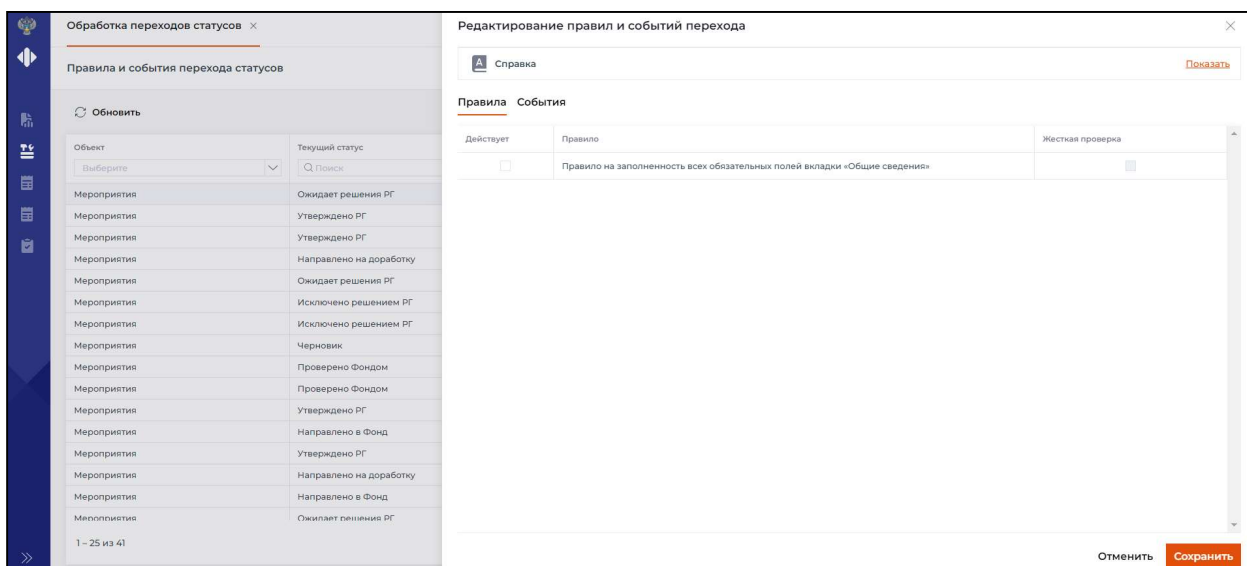 Обработка переходов статусов
Правила и события перехода статусов
Обновить
Объект Текущий статус
Выберите Поиск
Мероприятия Ожидает решения РГ
Мероприятия Утверждено РГ
Мероприятия Утверждено РГ
Мероприятия Направлено на доработку
Мероприятия Ожидает решения РГ
Мероприятия Исключено решением РГ
Мероприятия Исключено решением РГ
Мероприятия Черновик
Мероприятия Проверено Фондом
Мероприятия Проверено Фондом
Мероприятия Утверждено РГ
Мероприятия Направлено в Фонд
Мероприятия Утверждено РГ
Мероприятия Направлено на доработку
Мероприятия Направлено в Фонд
Мероприятия Ожидает решения РГ
1 – 25 из 41
Редактирование правил и событий перехода
Справка Показать
Правила События
Действует Правило Жесткая проверка
Правило на заполненность всех обязательных полей вкладки «Общие сведения»
Отменить Сохранить